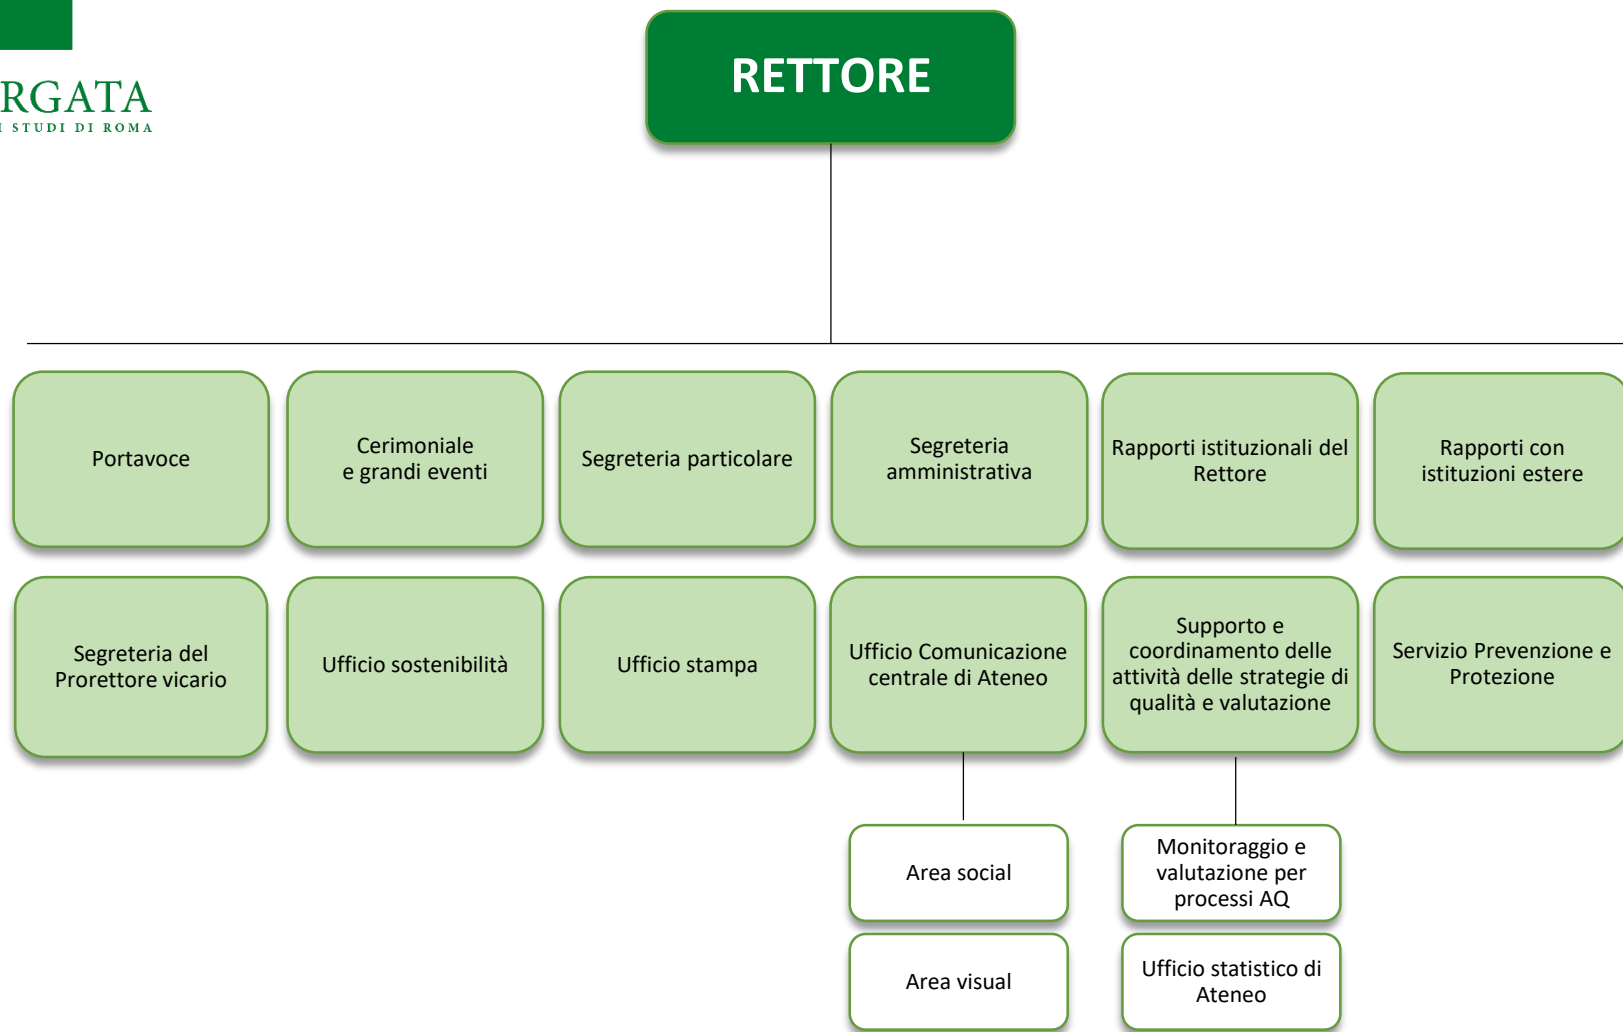 RETTORE
RGATA
I STUDI DI ROMA
Portavoce
Cerimoniale
e grandi eventi
Segreteria particolare
Segreteria
amministrativa
Rapporti istituzionali del
Rettore
Rapporti con
istituzioni estere
Segreteria del
Prorettore vicario
Ufficio sostenibilità
Ufficio stampa
Ufficio Comunicazione
centrale di Ateneo
Supporto e
coordinamento delle
attività delle strategie di
qualità e valutazione
Servizio Prevenzione e
Protezione
Area social
Monitoraggio e
valutazione per
processi AQ
Area visual
Ufficio statistico di
Ateneo